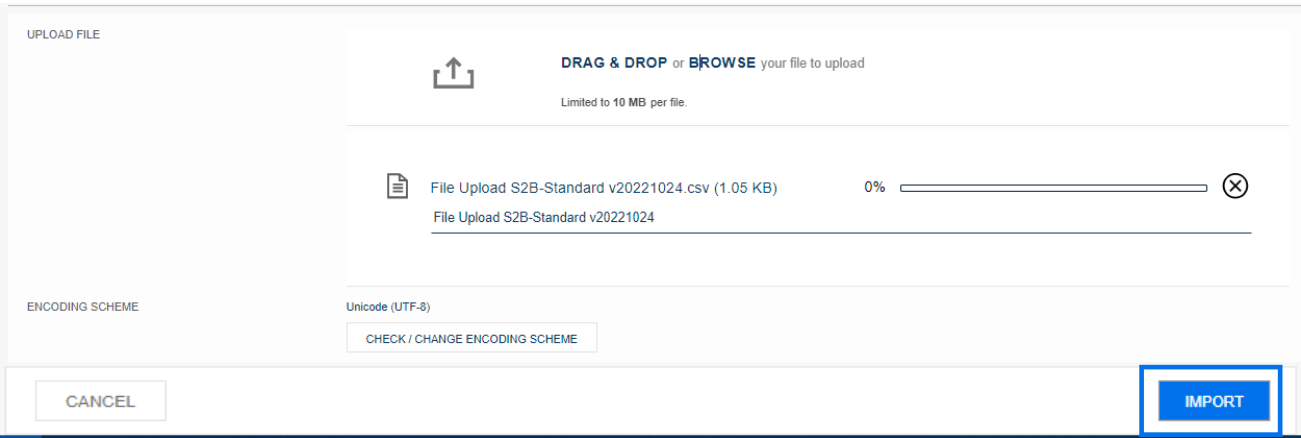 UPLOAD FILE
DRAG & DROP or BROWSE your file to upload
Limited to 10 MB per file.
File Upload S2B-Standard v20221024.csv (1.05 KB) 0%
File Upload S2B-Standard v20221024
ENCODING SCHEME
Unicode (UTF-8)
CHECK / CHANGE ENCODING SCHEME
CANCEL
IMPORT